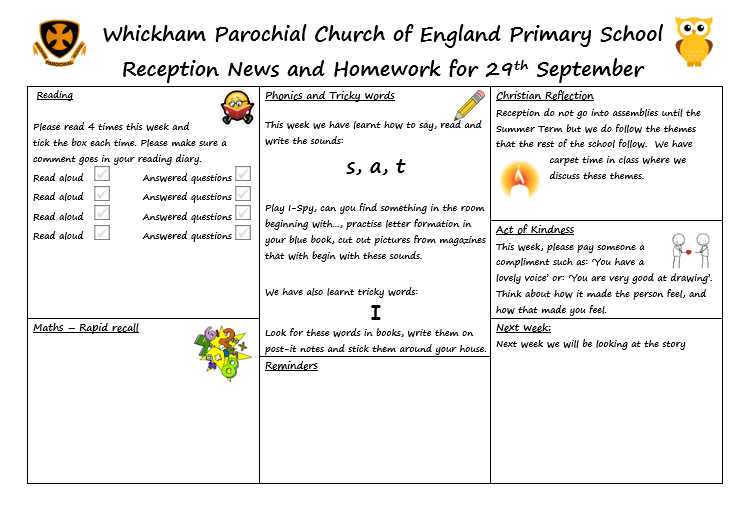 PAROCHIAL
Whickham Parochial Church of England Primary School
Reception News and Homework for 29th September
Reading
Please read 4 times this week and
tick the box each time. Please make sure a
comment goes in your reading diary.
Read aloud Answered questions
Read aloud Answered questions
Read aloud Answered questions
Read aloud Answered questions
Maths – Rapid recall
Phonics and Tricky Words
This week we have learnt how to say, read and
write the sounds:
s, a, t
Play I-Spy, can you find something in the room
beginning with..., practise letter formation in
your blue book, cut out pictures from magazines
that with begin with these sounds.
We have also learnt tricky words:
I
Look for these words in books, write them on
post-it notes and stick them around your house.
Reminders
Christian Reflection
Reception do not go into assemblies until the
Summer Term but we do follow the themes
that the rest of the school follow. We have
carpet time in class where we
discuss these themes.
Act of Kindness
This week, please pay someone a
compliment such as: 'You have a
lovely voice' or: 'You are very good at drawing'.
Think about how it made the person feel, and
how that made you feel.
Next Week:
Next week we will be looking at the story